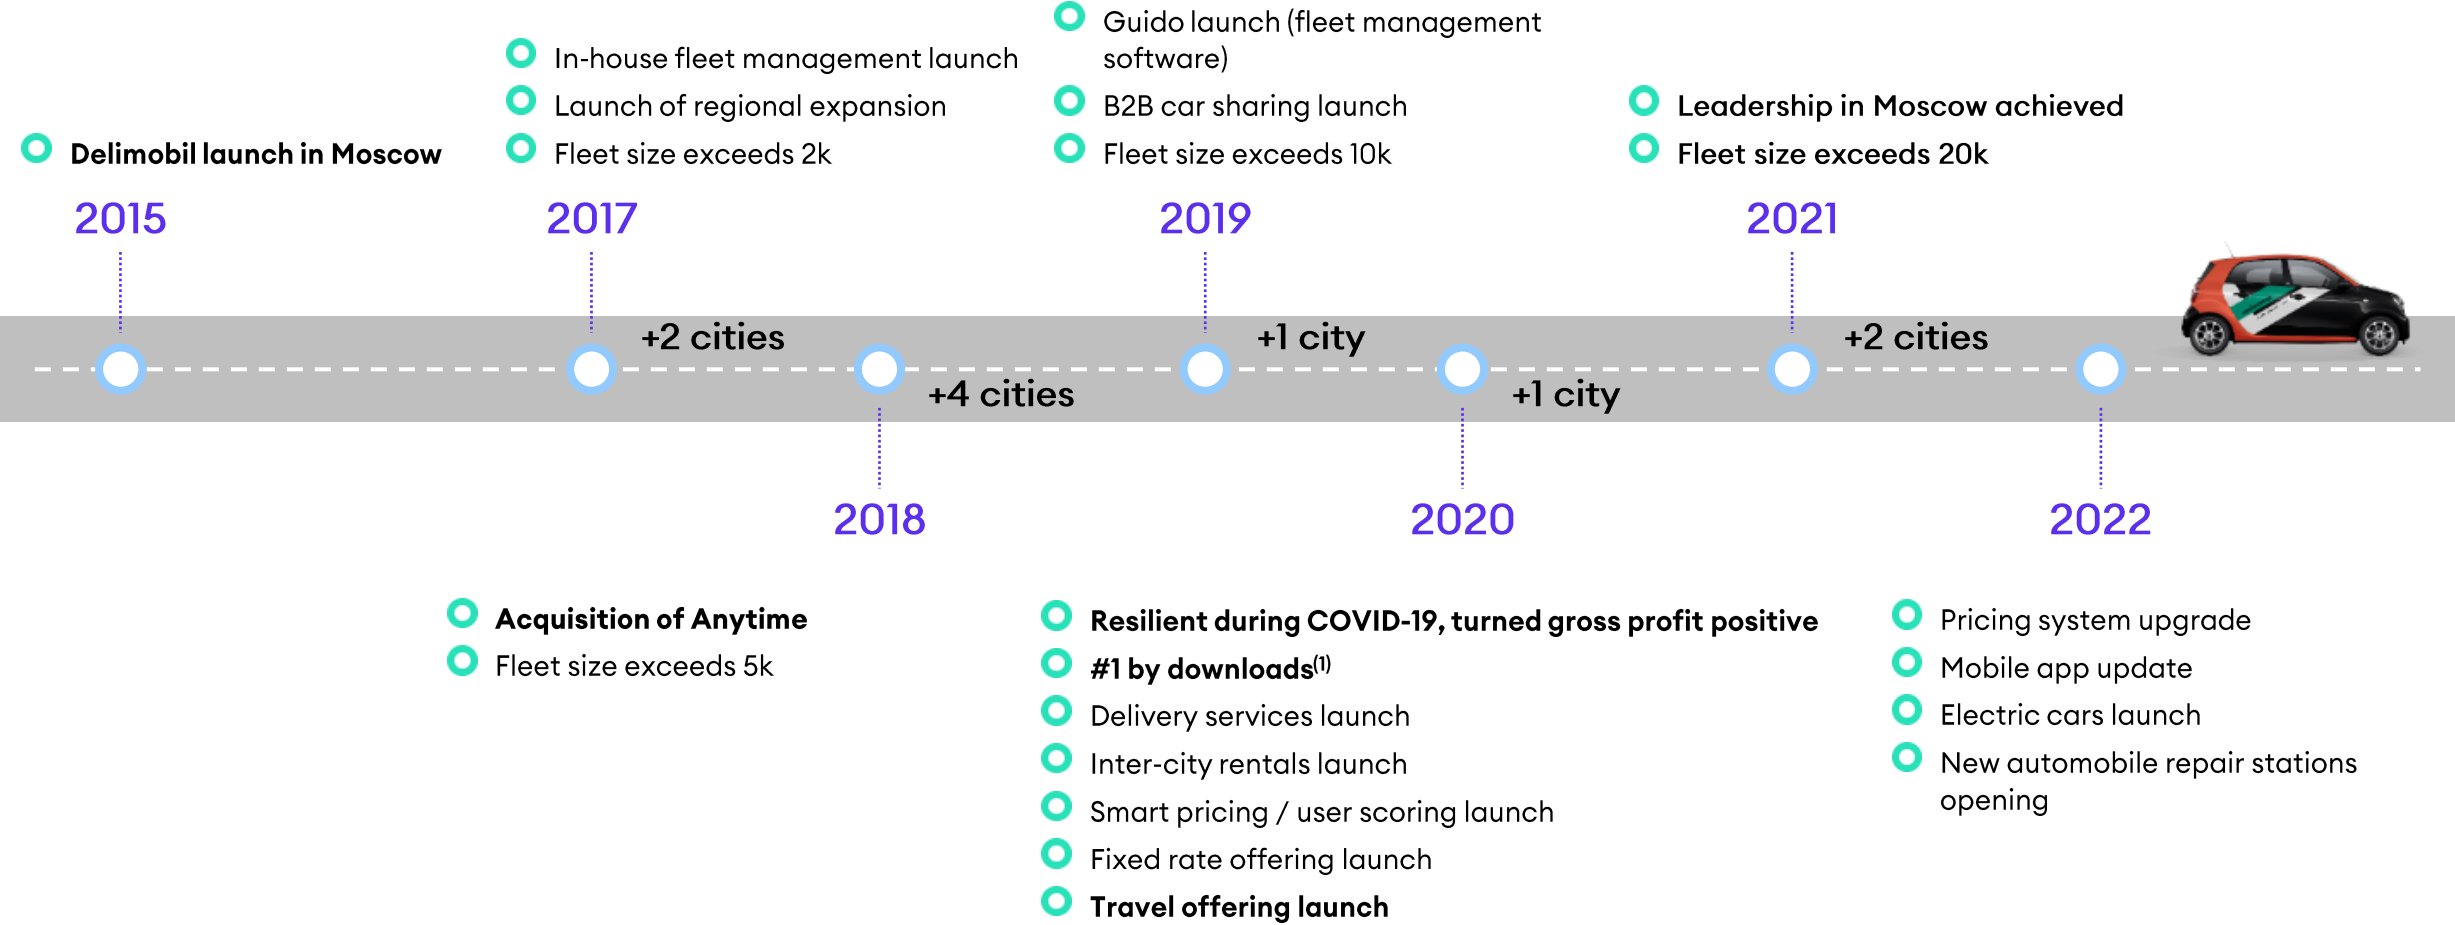 Delimobil launch in Moscow
2015
In-house fleet management launch
Launch of regional expansion
Fleet size exceeds 2k
2017
Guido launch (fleet management
software)
B2B car sharing launch
Fleet size exceeds 10k
2019
Leadership in Moscow achieved
Fleet size exceeds 20k
2021
+2 cities
+4 cities
+1 city
+1 city
+2 cities
2018
Acquisition of Anytime
Fleet size exceeds 5k
2020
Resilient during COVID-19, turned gross profit positive
#1 by downloads(1)
Delivery services launch
Inter-city rentals launch
Smart pricing / user scoring launch
Fixed rate offering launch
Travel offering launch
2022
Pricing system upgrade
Mobile app update
Electric cars launch
New automobile repair stations
opening